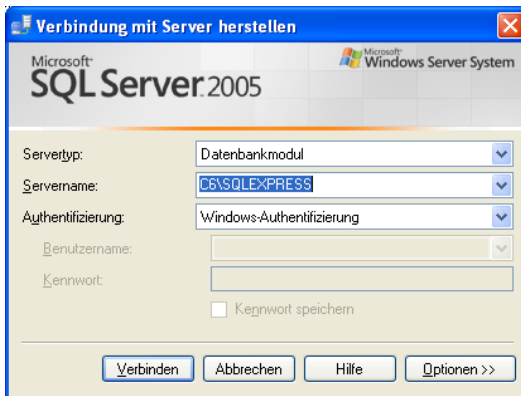 Verbindung mit Server herstellen
Microsoft
SQL Server 2005
Microsoft
Windows Server System
Servertyp:
Datenbankmodul
Servername:
C6\SQLEXPRESS
Authentifizierung:
Windows-Authentifizierung
Benutzername:
Kennwort:
Kennwort speichern
Verbinden
Abbrechen
Hilfe
Optionen >>